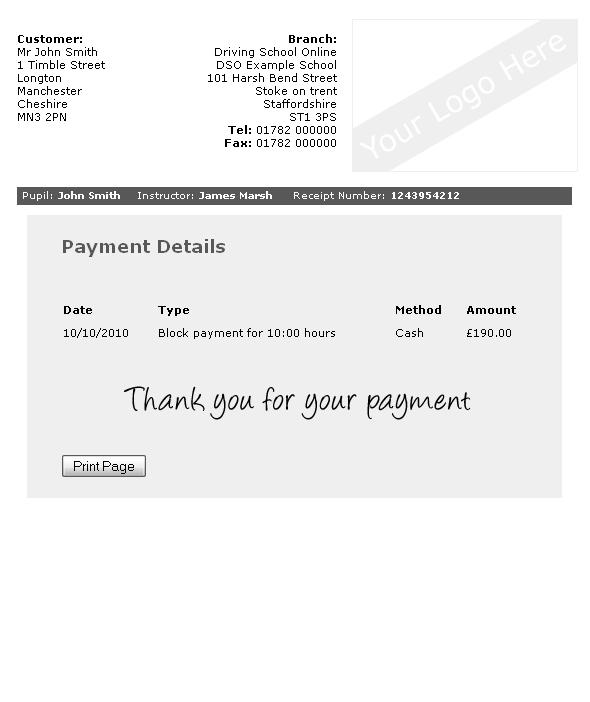 Customer:
Mr John Smith
1 Timble Street
Longton
Manchester
Cheshire
MN3 2PN
Branch:
Driving School Online
DSO Example School
101 Harsh Bend Street
Stoke on trent
Staffordshire
ST1 3PS
Tel: 01782 000000
Fax: 01782 000000
Your Logo Here
Pupil: John Smith Instructor: James Marsh Receipt Number: 1243954212
Payment Details
Date Type Method Amount
10/10/2010 Block payment for 10:00 hours Cash £190.00
Thank you for your payment
Print Page